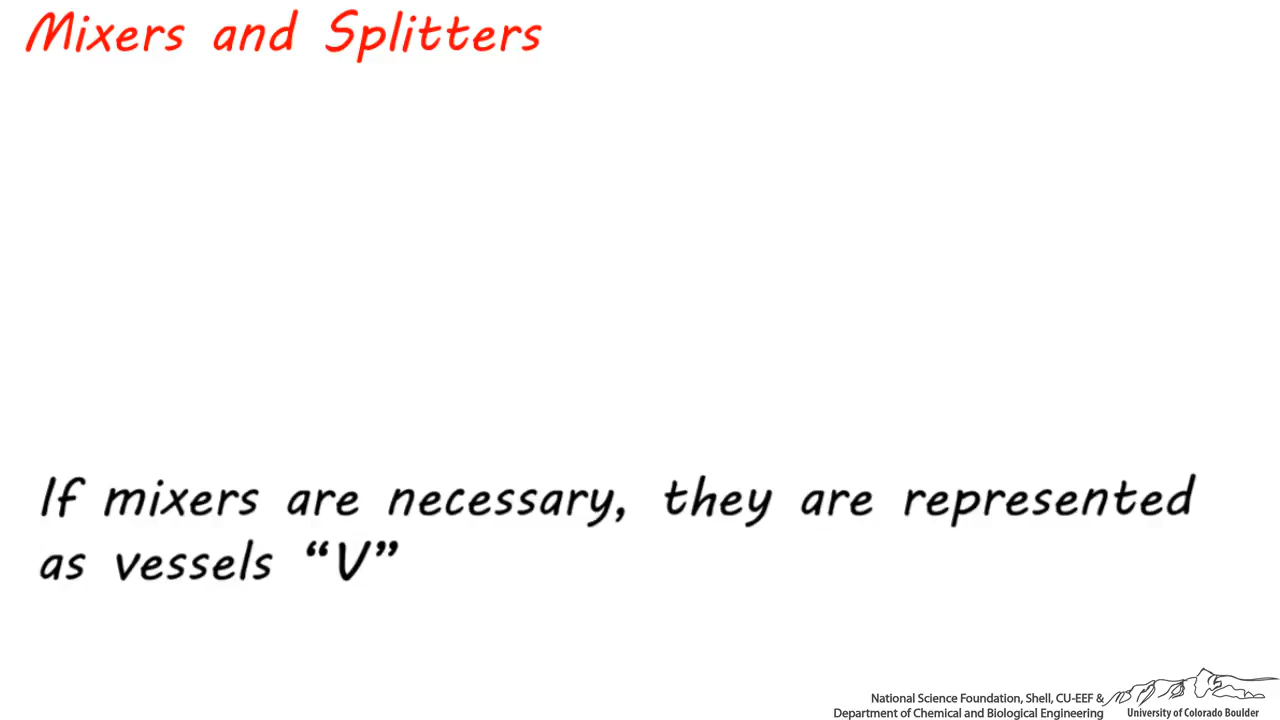 Mixers and Splitters
If mixers are necessary, they are represented
as vessels “V”
National Science Foundation, Shell, CU-EEF &
Department of Chemical and Biological Engineering
University of Colorado Boulder